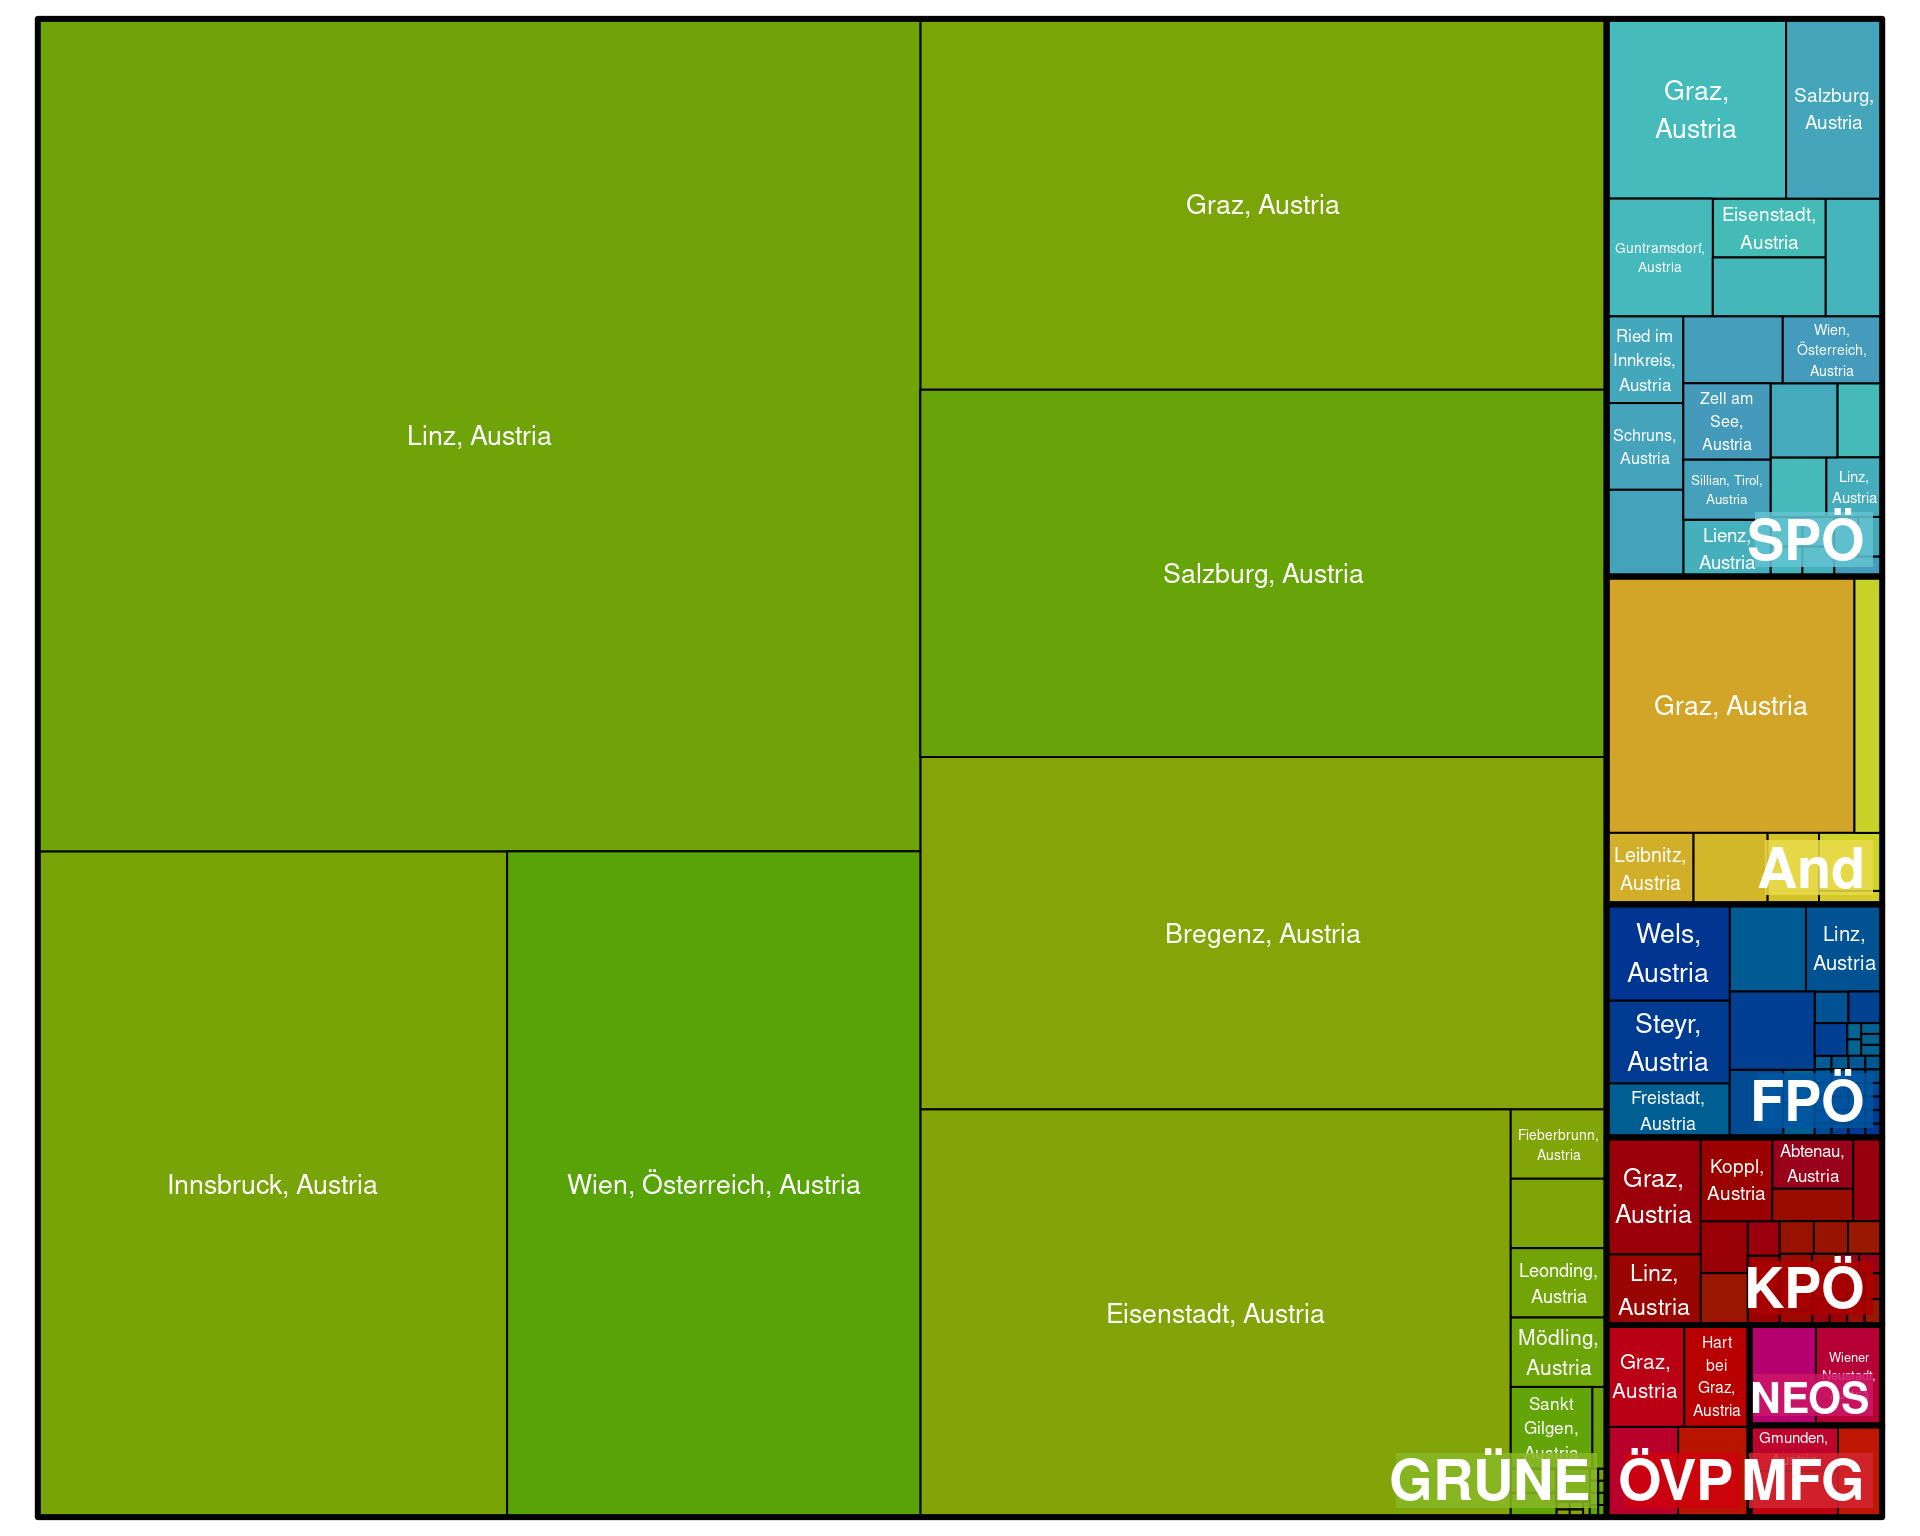 Linz, Austria
Innsbruck, Austria
Wien, Österreich, Austria
Graz, Austria
Salzburg, Austria
Bregenz, Austria
Eisenstadt, Austria
Fieberbrunn,
Austria
Leonding,
Austria
Mödling,
Austria
Sankt
Gilgen,
Austria
GRÜNE
Graz,
Austria
Salzburg,
Austria
Guntramsdorf,
Austria
Eisenstadt,
Austria
Ried im
Innkreis,
Austria
Wien,
Österreich,
Austria
Schruns,
Austria
Zell am
See,
Austria
Sillian, Tirol,
Austria
Linz,
Austria
Lienz,
Austria
SPÖ
Graz, Austria
Leibnitz,
Austria
And
Wels,
Austria
Linz,
Austria
Steyr,
Austria
Freistadt,
Austria
FPÖ
Graz,
Austria
Koppl,
Austria
Abtenau,
Austria
Linz,
Austria
KPÖ
Graz,
Austria
Hart
bei
Graz,
Austria
ÖVP
Wiener
Neustadt,
NEOS
Gmunden,
MFG